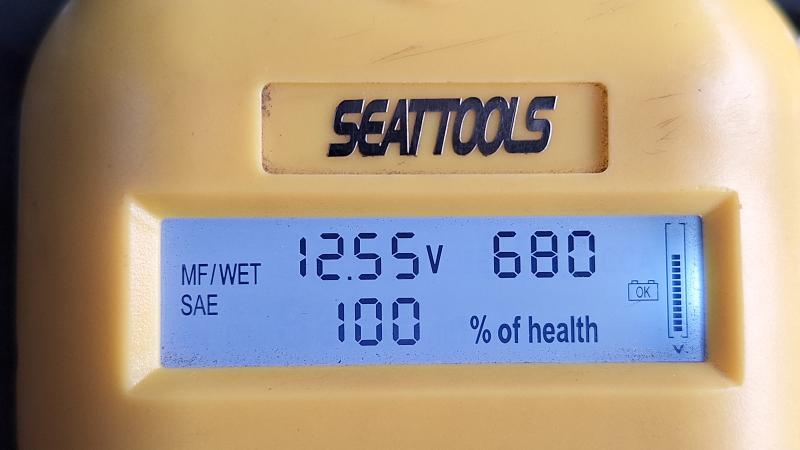 SEATTOOLS
MF/WET 12.55V 680
OK
SAE 100 % of health